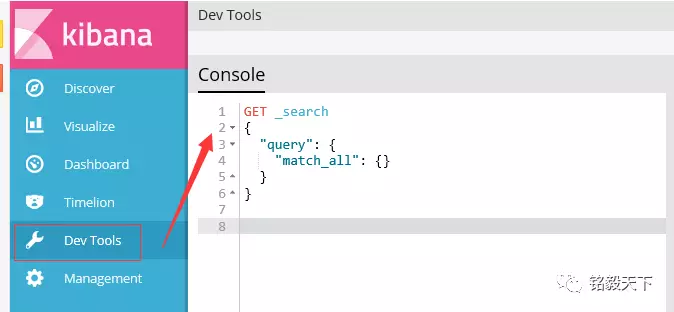 kibana
Discover
Visualize
Dashboard
Timelion
Dev Tools
Management
Dev Tools
Console
1 GET _search
2 {
3 "query": {
4 "match_all": {}
5 }
6 }
7
8
铭毅天下